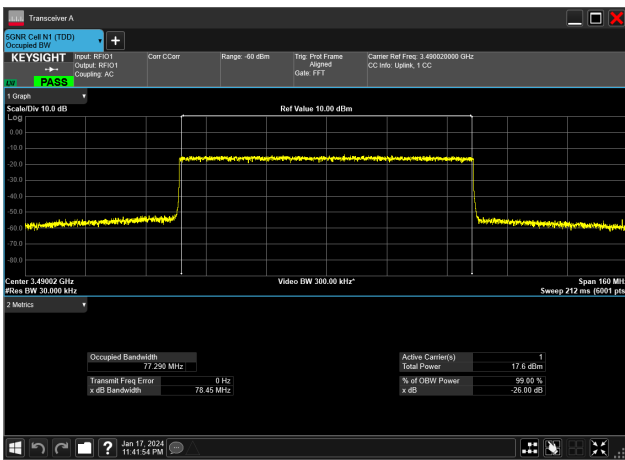 Transceiver A
5GNR Cell N1 (TDD)
Occupied BW
KEYSIGHT
Input: RFIO1
Output: RFIO1
Coupling: AC
Corr CCorr
Range: -60 dBm
Trig: Prot Frame
Aligned
Gate: FFT
Carrier Ref Freq: 3.490020000 GHz
CC Info: Uplink, 1 CC
PASS
1 Graph
Scale/Div 10.0 dB
Ref Value 10.00 dBm
Log
0.00
-10.0
-20.0
-30.0
-40.0
-50.0
-60.0
-70.0
-80.0
Center 3.49002 GHz
Video BW 300.00 kHz*
Span 160 MHz
#Res BW 30.000 kHz
Sweep 212 ms (6001 pts
2 Metrics
Occupied Bandwidth
77.290 MHz
Transmit Freq Error 0 Hz
x dB Bandwidth 78.45 MHz
Active Carrier(s) 1
Total Power 17.6 dBm
% of OBW Power 99.00 %
x dB -26.00 dB
Jan 17, 2024
11:41:54 PM